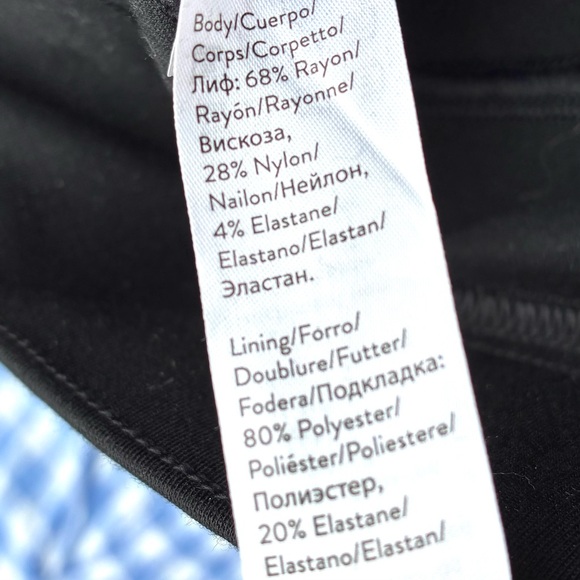 Body/Cuerpo/
Corps/Corpetto/
Лиф: 68% Rayon/
Rayón/Rayonne/
Вискоза,
28% Nylon/
Nailon/Нейлон,
4% Elastane/
Elastano/Elastan/
Эластан.
Lining/Forro/
Doublure/Futter/
Fodera/Подкладка:
80% Polyester/
Poliéster/Poliestere/
Полиэстер,
20% Elastane/
Elastano/Elastan/